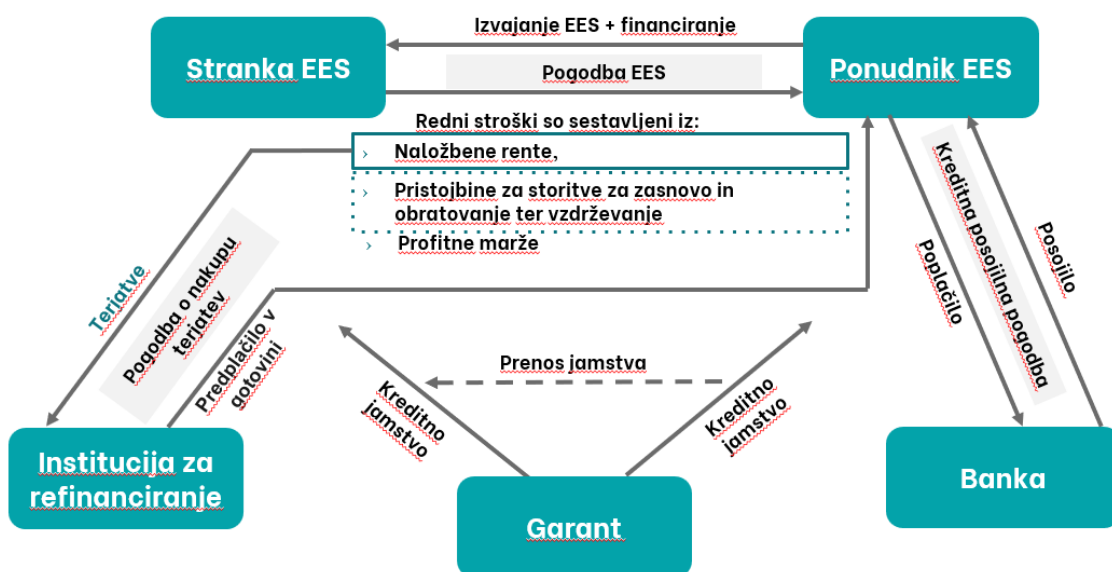 Izvajanje EES + financiranje
Stranka EES
Ponudnik EES
Pogodba EES
Redni stroški so sestavljeni iz:
› Naložbene rente,
› Pristojbine za storitve za zasnovo in
obratovanje ter vzdrževanje
› Profitne marže
Terjatve
Pogodba o nakupu
terjatev
Predplačilo v
gotovini
Prenos jamstva
Kreditno
jamstvo
Kreditno
jamstvo
Poplačilo
Kreditna posojilna pogodba
Posojilo
Institucija za
refinanciranje
Garant
Banka